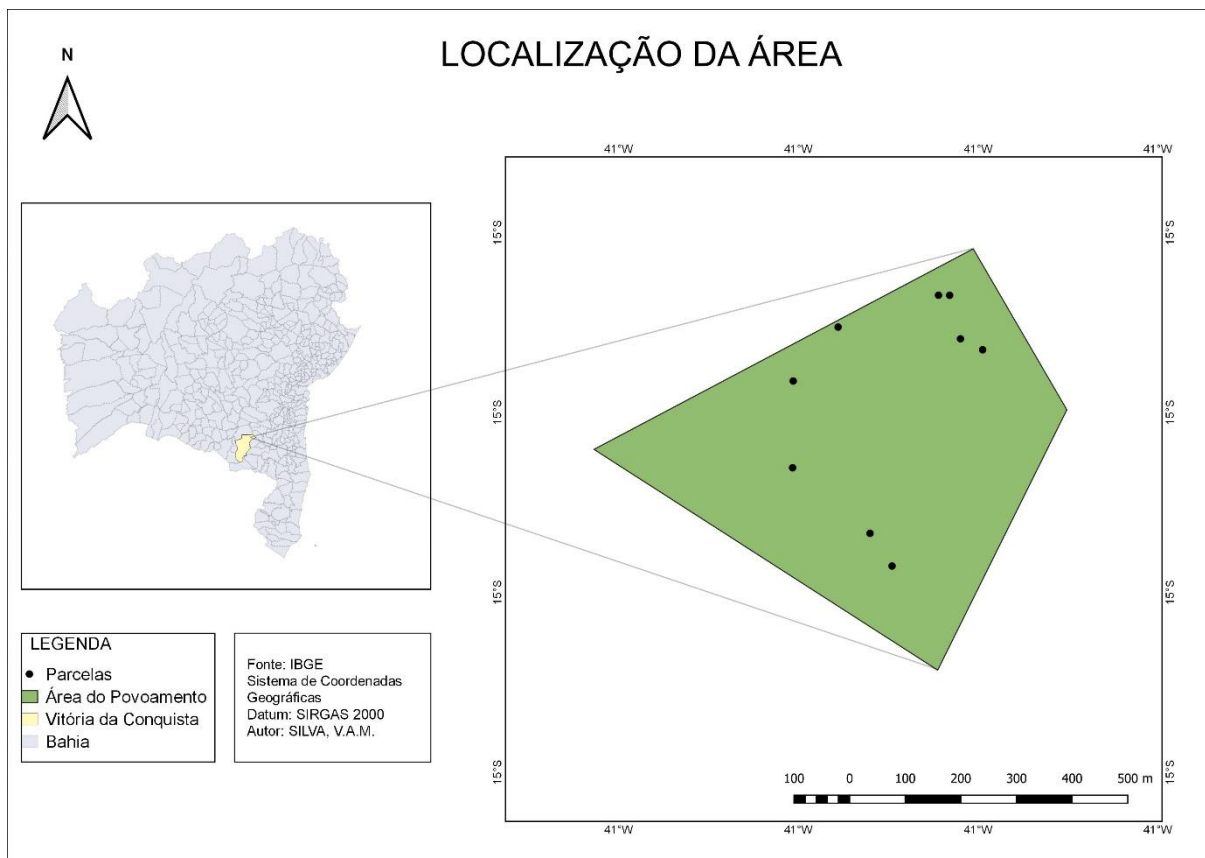 LOCALIZAÇÃO DA ÁREA
N
41°W 41°W 41°W 41°W
15°S 15°S
15°S 15°S
15°S 15°S
15°S 15°S
100 0 100 200 300 400 500 m
41°W 41°W 41°W 41°W
LEGENDA
Parcelas
Área do Povoamento
Vitória da Conquista
Bahia
Fonte: IBGE
Sistema de Coordenadas
Geográficas
Datum: SIRGAS 2000
Autor: SILVA, V.A.M.